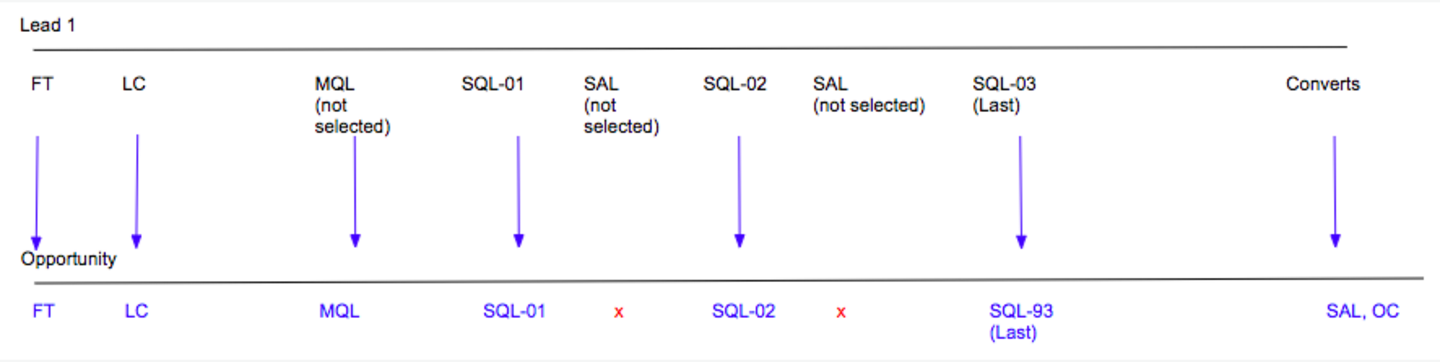 Lead 1
FT LC MQL SQL-01 SAL SQL-02 SAL SQL-03 Converts
(not (not (not selected) (Last)
selected) selected)
Opportunity
FT LC MQL SQL-01 x SQL-02 x SQL-93 SAL, OC
(Last)